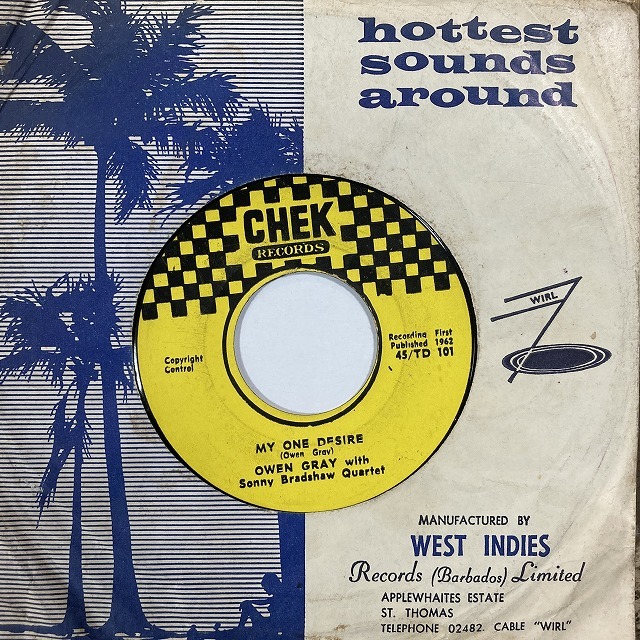 hottest
sounds
around
CHEK
RECORDS
WIRL
Copyright
Control
Recording First
Published 1962
45/TD 101
MY ONE DESIRE
(Owen Gray)
OWEN GRAY with
Sonny Bradshaw Quartet
MANUFACTURED BY
WEST INDIES
Records (Barbados) Limited
APPLEWHAITES ESTATE
ST. THOMAS
TELEPHONE 02482. CABLE "WIRL"